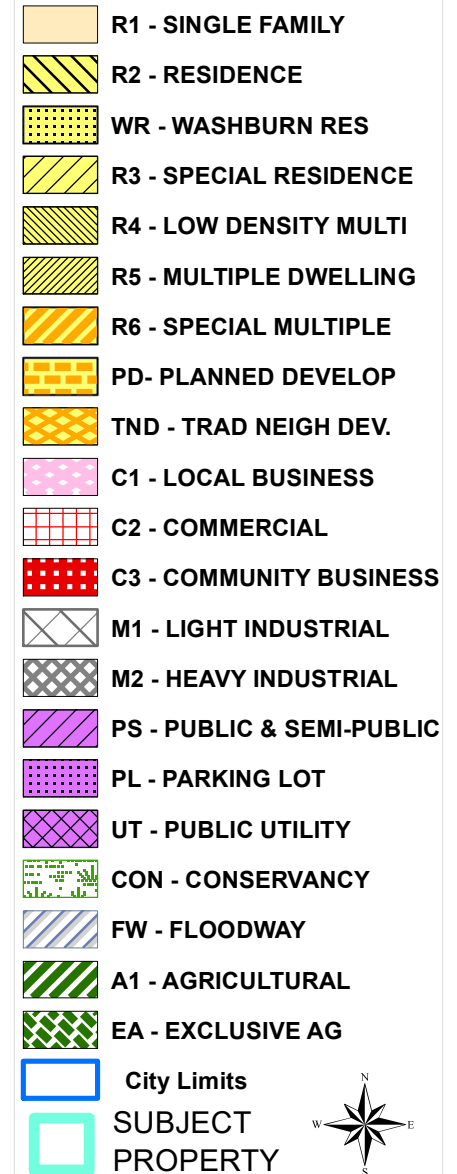 R1 - SINGLE FAMILY
R2 - RESIDENCE
WR - WASHBURN RES
R3 - SPECIAL RESIDENCE
R4 - LOW DENSITY MULTI
R5 - MULTIPLE DWELLING
R6 - SPECIAL MULTIPLE
PD- PLANNED DEVELOP
TND - TRAD NEIGH DEV.
C1 - LOCAL BUSINESS
C2 - COMMERCIAL
C3 - COMMUNITY BUSINESS
M1 - LIGHT INDUSTRIAL
M2 - HEAVY INDUSTRIAL
PS - PUBLIC & SEMI-PUBLIC
PL - PARKING LOT
UT - PUBLIC UTILITY
CON - CONSERVANCY
FW - FLOODWAY
A1 - AGRICULTURAL
EA - EXCLUSIVE AG
City Limits
SUBJECT
PROPERTY
N
W E
S